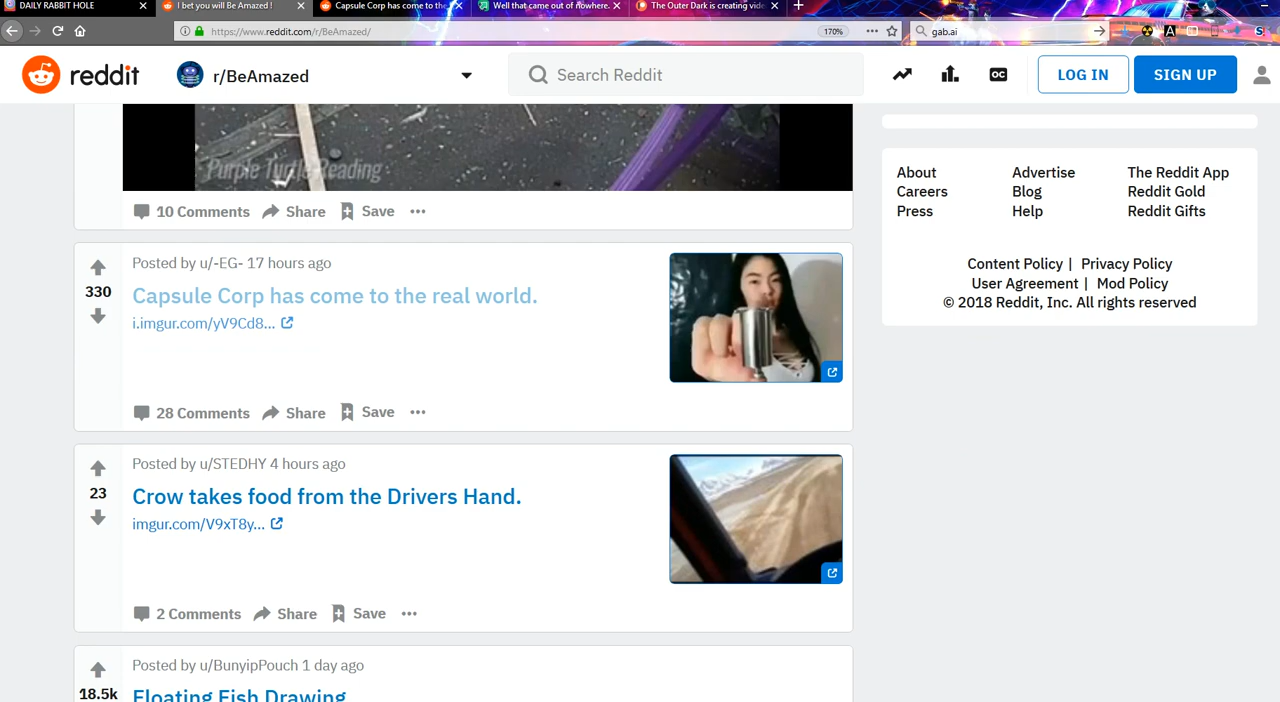 DAILY RABBIT HOLE
I bet you will Be Amazed !
Capsule Corp has come to the
Well that came out of nowhere.
The Outer Dark is creating vide
https://www.reddit.com/r/BeAmazed/
170%
gab.ai
reddit
r/BeAmazed
Search Reddit
OC
LOG IN
SIGN UP
Purple Turtle Reading
10 Comments
Share
Save
330
Posted by u/-EG- 17 hours ago
Capsule Corp has come to the real world.
i.imgur.com/yV9Cd8...
28 Comments
Share
Save
23
Posted by u/STEDHY 4 hours ago
Crow takes food from the Drivers Hand.
imgur.com/V9xT8y...
2 Comments
Share
Save
18.5k
Posted by u/BunyipPouch 1 day ago
Floating Fish Drawing
About
Advertise
The Reddit App
Careers
Blog
Reddit Gold
Press
Help
Reddit Gifts
Content Policy | Privacy Policy
User Agreement | Mod Policy
© 2018 Reddit, Inc. All rights reserved